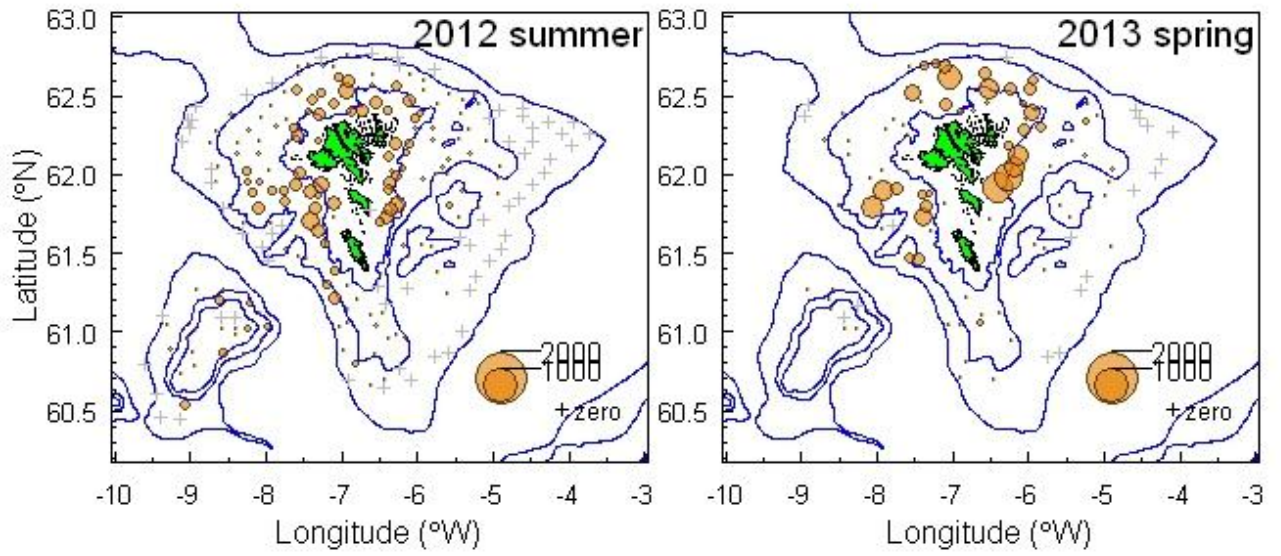 2012 summer
63.0
62.5
62.0
61.5
61.0
60.5
Latitude (°N)
2000
1000
+ zero
-10 -9 -8 -7 -6 -5 -4 -3
Longitude (°W)
2013 spring
63.0
62.5
62.0
61.5
61.0
60.5
2000
1000
+ zero
-10 -9 -8 -7 -6 -5 -4 -3
Longitude (°W)